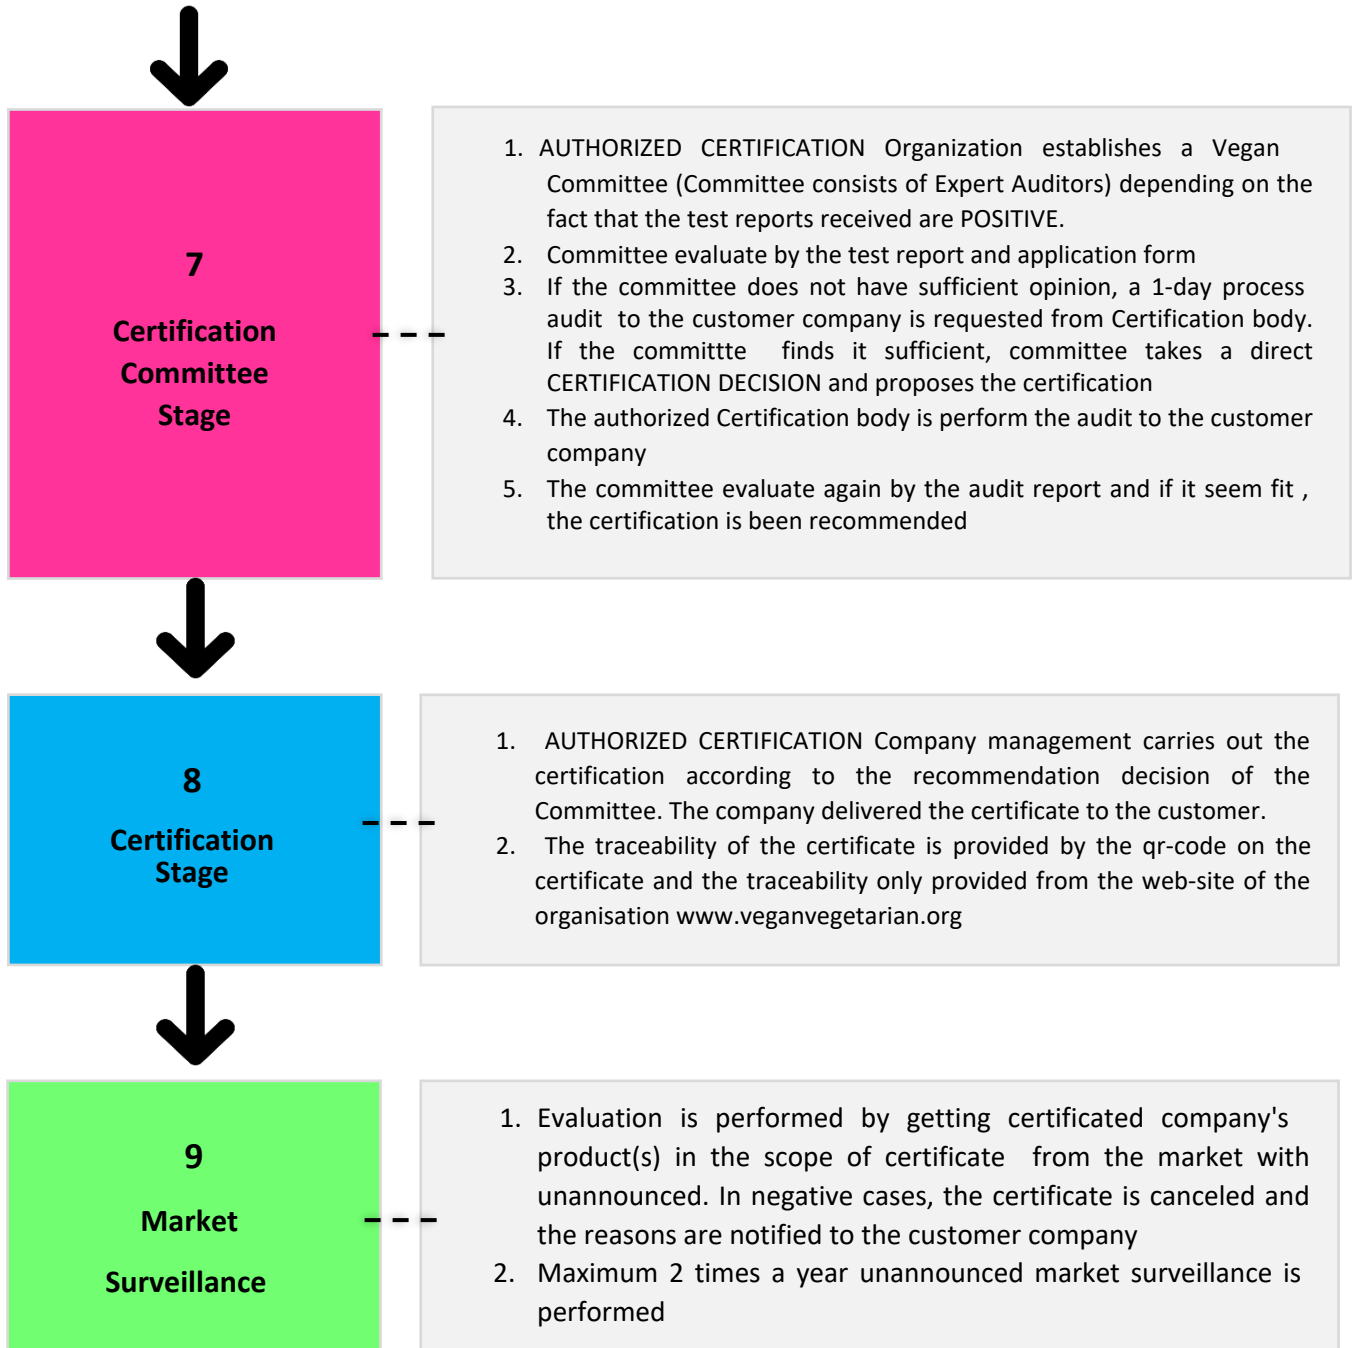 7
Certification
Committee
Stage
1. AUTHORIZED CERTIFICATION Organization establishes a Vegan
Committee (Committee consists of Expert Auditors) depending on the
fact that the test reports received are POSITIVE.
2. Committee evaluate by the test report and application form
3. If the committee does not have sufficient opinion, a 1-day process
audit to the customer company is requested from Certification body.
If the committte finds it sufficient, committee takes a direct
CERTIFICATION DECISION and proposes the certification
4. The authorized Certification body is perform the audit to the customer
company
5. The committee evaluate again by the audit report and if it seem fit ,
the certification is been recommended
8
Certification
Stage
1. AUTHORIZED CERTIFICATION Company management carries out the
certification according to the recommendation decision of the
Committee. The company delivered the certificate to the customer.
2. The traceability of the certificate is provided by the qr-code on the
certificate and the traceability only provided from the web-site of the
organisation www.veganvegetarian.org
9
Market
Surveillance
1. Evaluation is performed by getting certificated company's
product(s) in the scope of certificate from the market with
unannounced. In negative cases, the certificate is canceled and
the reasons are notified to the customer company
2. Maximum 2 times a year unannounced market surveillance is
performed